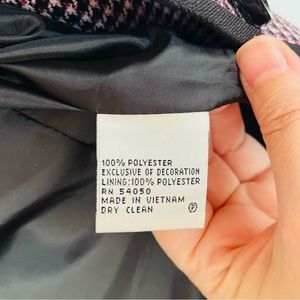 100% POLYESTER
EXCLUSIVE OF DECORATION
LINING: 100% POLYESTER
RN 54050
MADE IN VIETNAM
DRY CLEAN Ⓟ